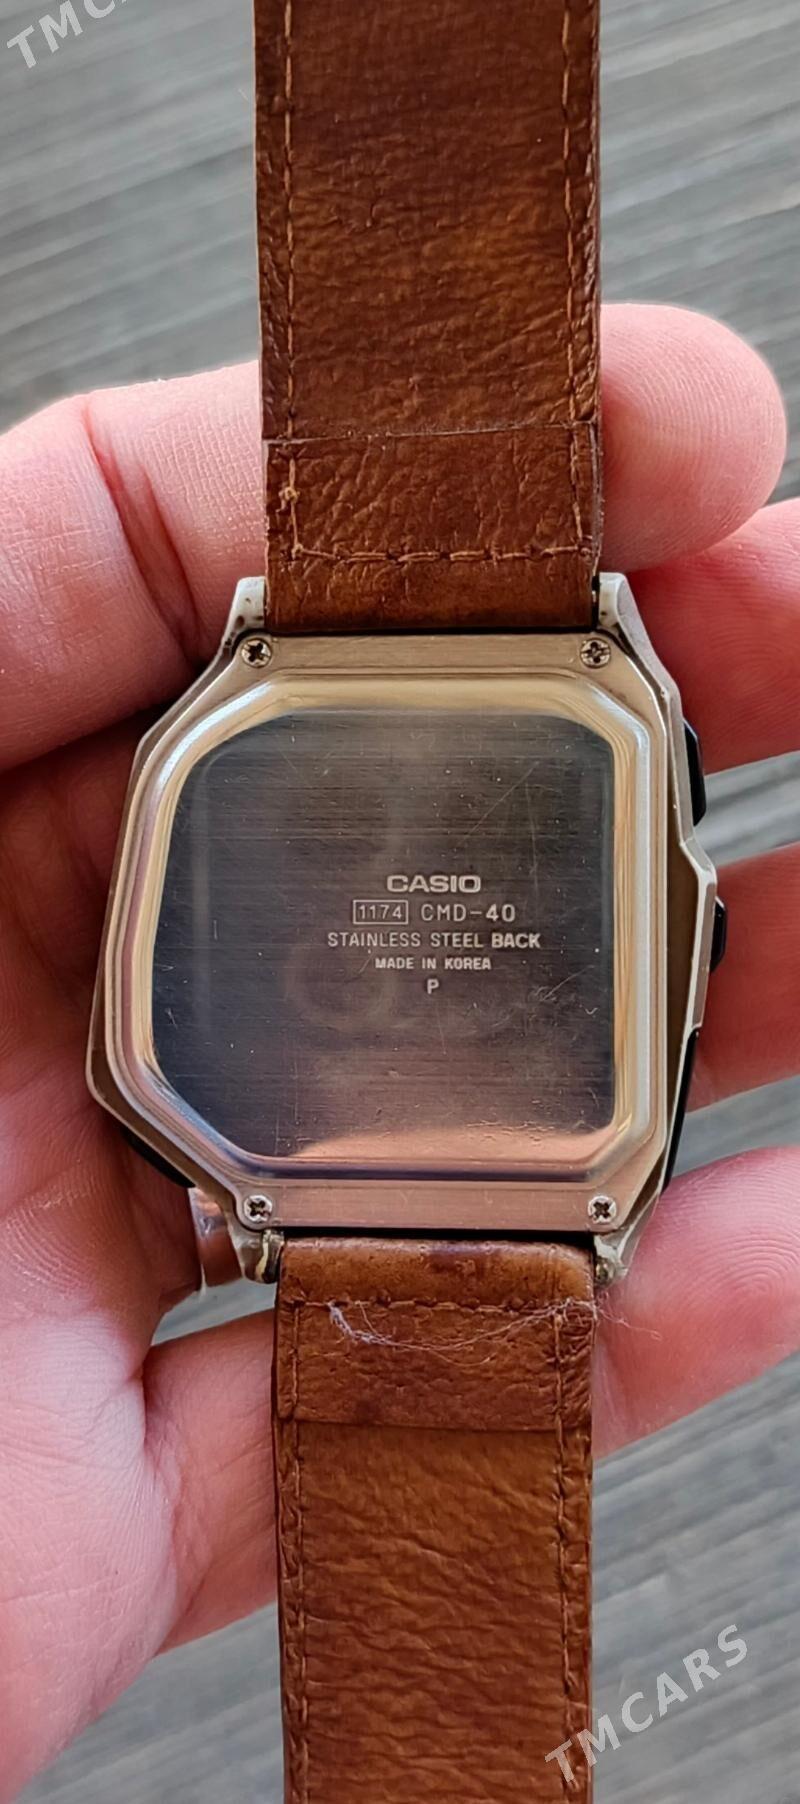 TMC
CASIO
1174 CMD-40
STAINLESS STEEL BACK
MADE IN KOREA
P
TMCARS